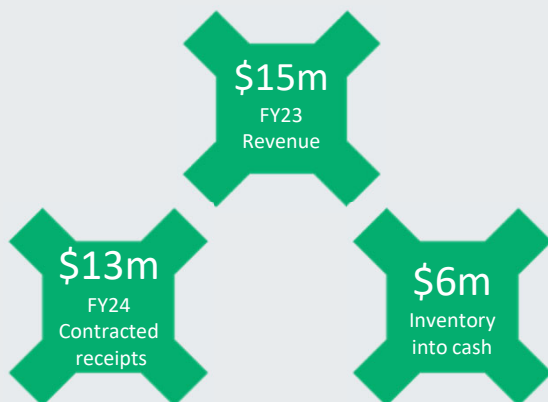 $15m
FY23
Revenue
$13m
FY24
Contracted
receipts
$6m
Inventory
into cash